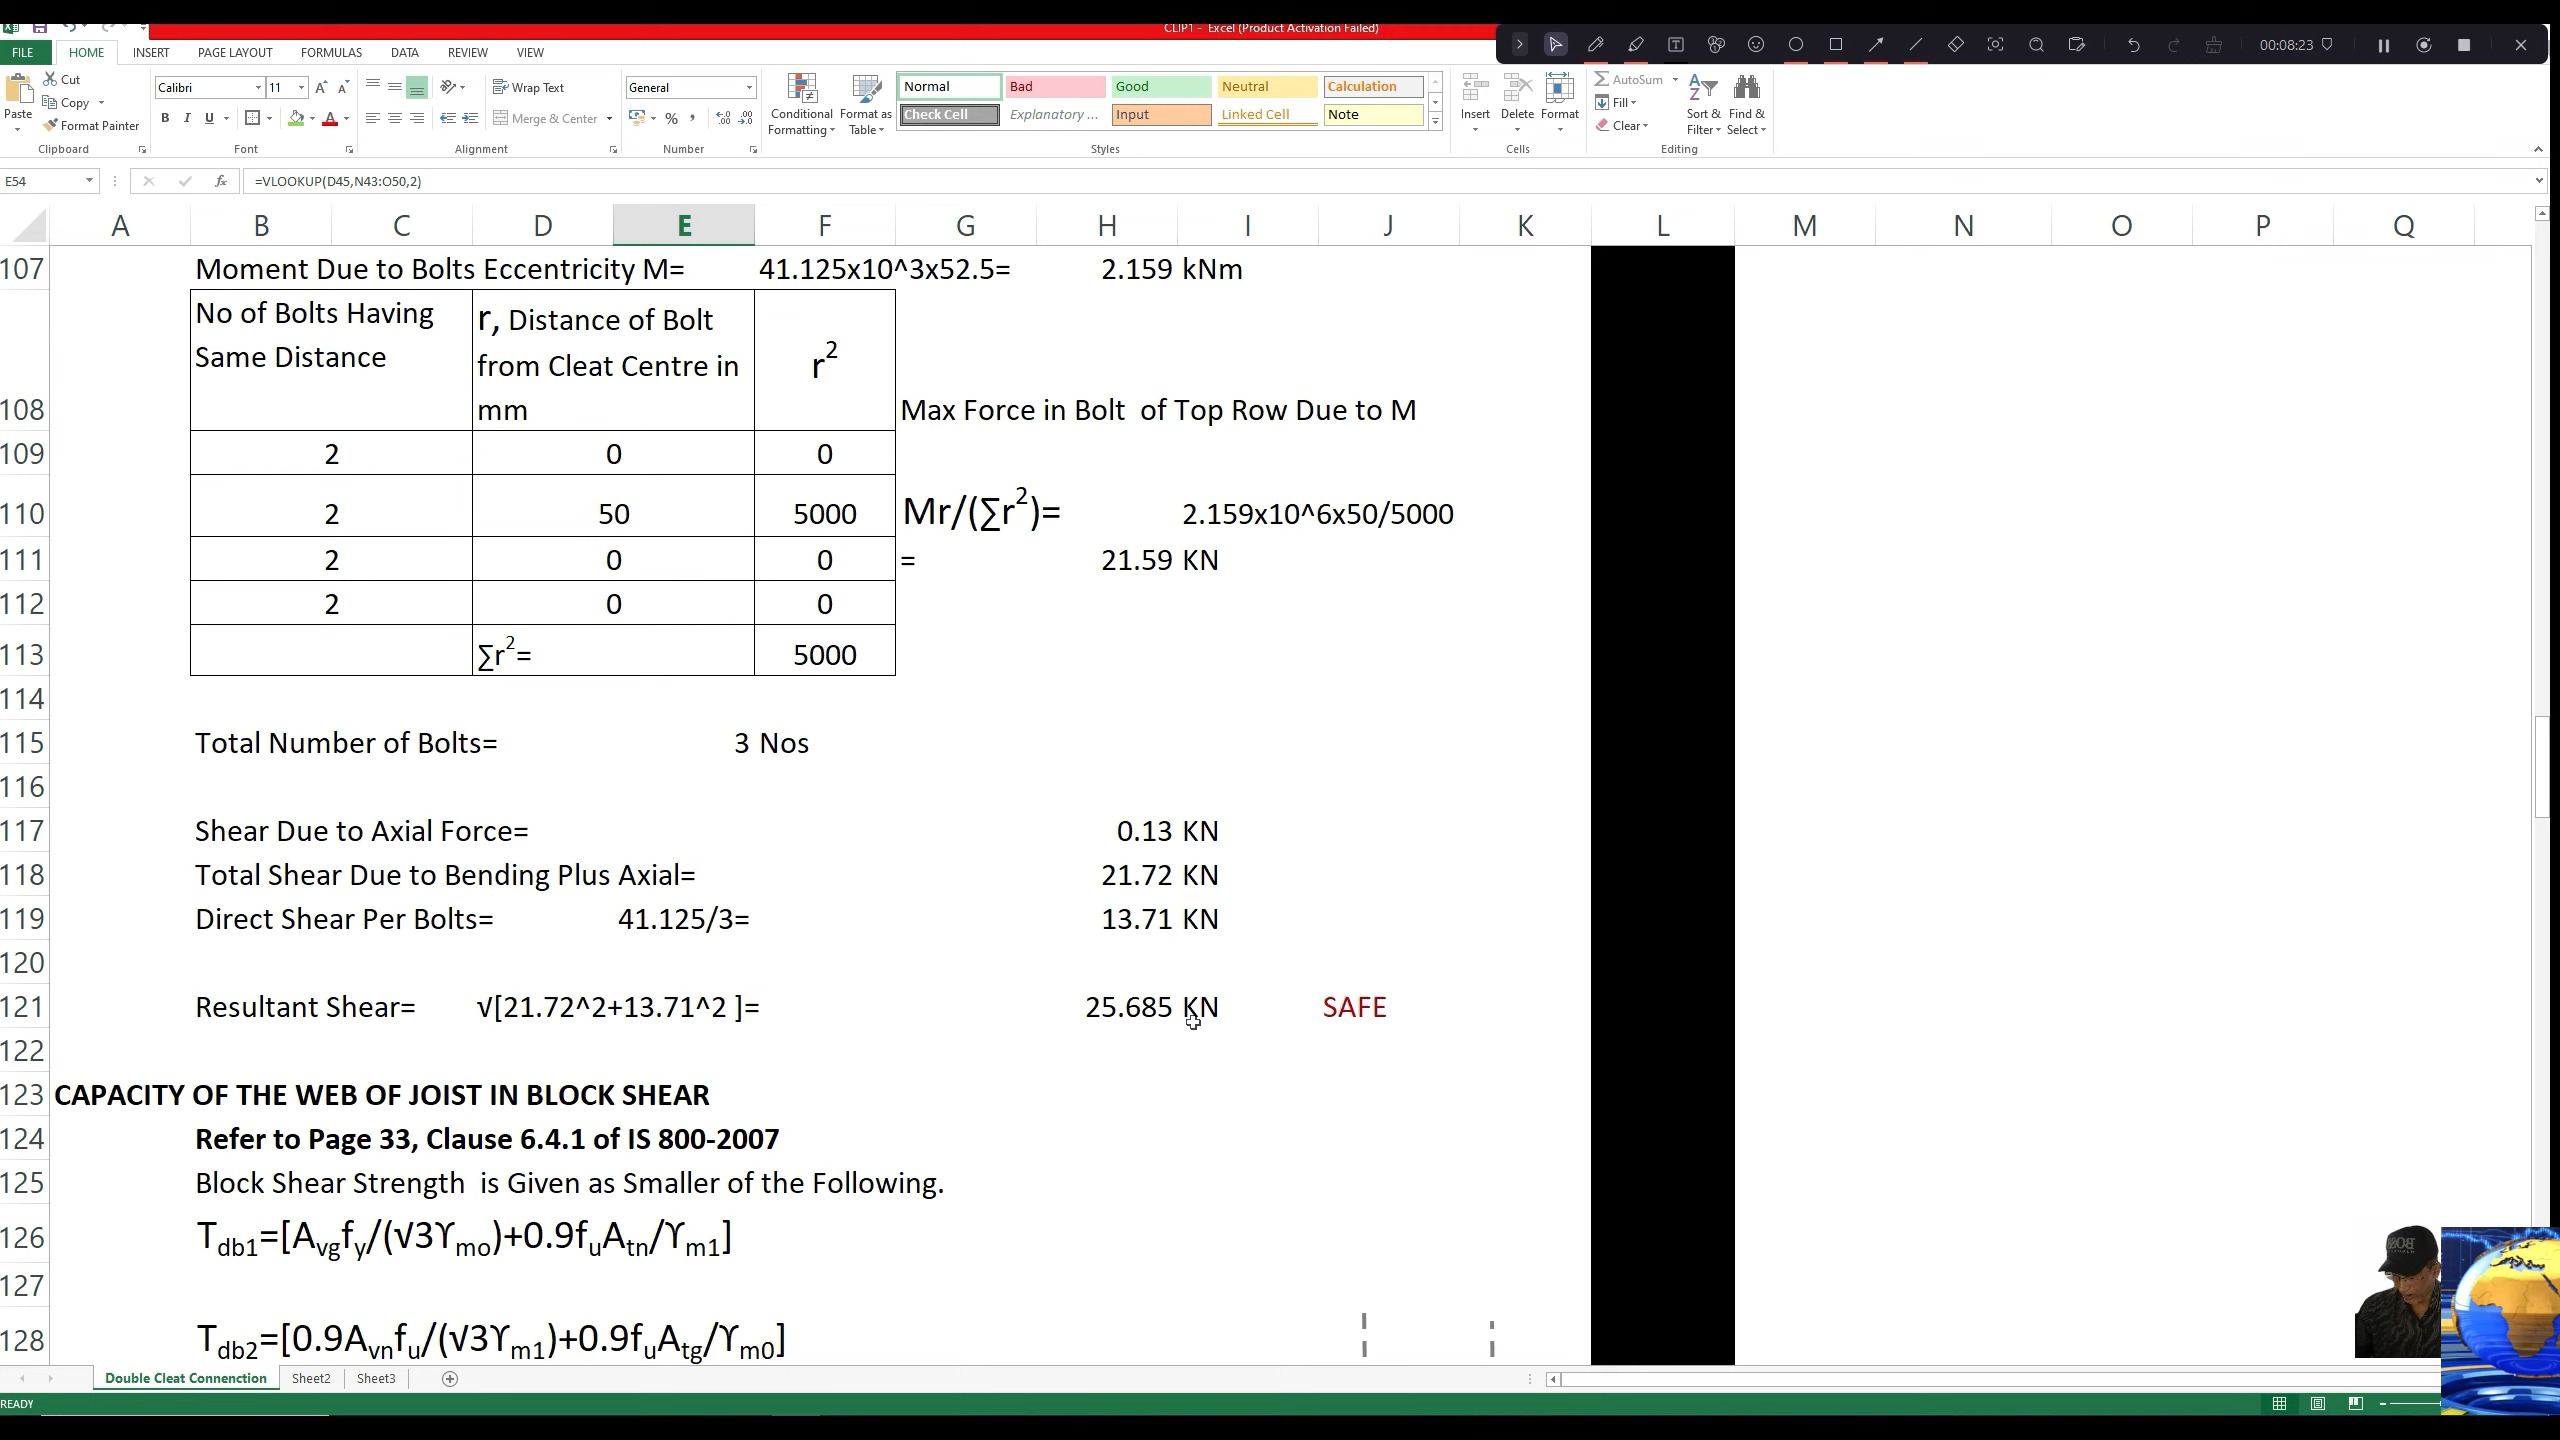 CLIP1 - Excel (Product Activation Failed)
FILE HOME INSERT PAGE LAYOUT FORMULAS DATA REVIEW VIEW
00:08:23
Paste Cut Copy Format Painter
Calibri 11
B I U
Wrap Text
Merge & Center
General
% ,
Conditional Formatting
Format as Table
Normal Bad Good Neutral Calculation
Check Cell Explanatory ... Input Linked Cell Note
Insert Delete Format
AutoSum
Fill
Clear
Sort & Filter
Find & Select
Clipboard Font Alignment Number Styles Cells Editing
E54 fx =VLOOKUP(D45,N43:O50,2)
A B C D E F G H I J K L M N O P Q
107 Moment Due to Bolts Eccentricity M= 41.125x10^3x52.5= 2.159 kNm
108 No of Bolts Having Same Distance r, Distance of Bolt from Cleat Centre in mm r² Max Force in Bolt of Top Row Due to M
109 2 0 0
110 2 50 5000 Mr/(∑r²)= 2.159x10^6x50/5000
111 2 0 0 = 21.59 KN
112 2 0 0
113 ∑r²= 5000
114
115 Total Number of Bolts= 3 Nos
116
117 Shear Due to Axial Force= 0.13 KN
118 Total Shear Due to Bending Plus Axial= 21.72 KN
119 Direct Shear Per Bolts= 41.125/3= 13.71 KN
120
121 Resultant Shear= √[21.72^2+13.71^2 ]= 25.685 KN SAFE
122
123 CAPACITY OF THE WEB OF JOIST IN BLOCK SHEAR
124 Refer to Page 33, Clause 6.4.1 of IS 800-2007
125 Block Shear Strength is Given as Smaller of the Following.
126 Tdb1=[Avgfy/(√3ϒmo)+0.9fuAtn/ϒm1]
127
128 Tdb2=[0.9Avnfu/(√3ϒm1)+0.9fuAtg/ϒm0]
Double Cleat Connenction Sheet2 Sheet3
READY
BOSS